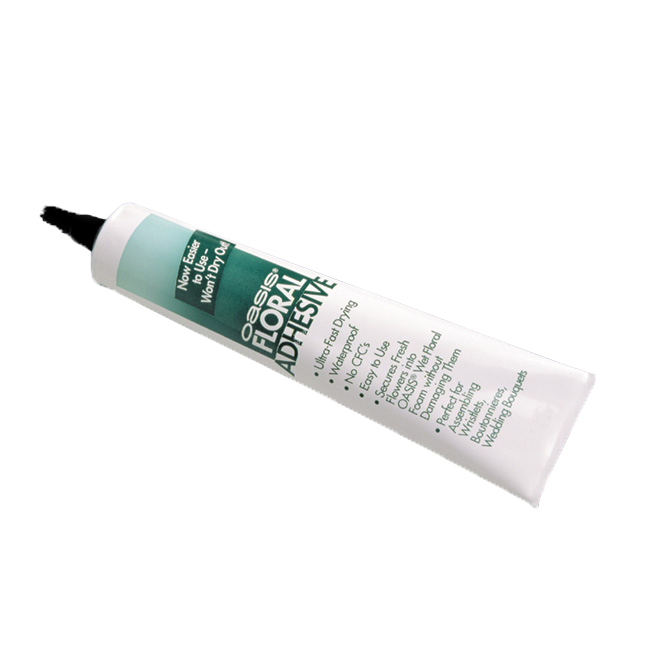 Now Easier
to Use –
Won't Dry Out!
OASIS®
FLORAL
ADHESIVE
• Ultra-Fast Drying
• Waterproof
• No CFC's
• Easy to Use
• Secures Fresh
Flowers into
OASIS® Wet Floral
Foam without
Damaging Them
• Perfect for
Assembling
Wristlets,
Boutonnieres,
Wedding Bouquets